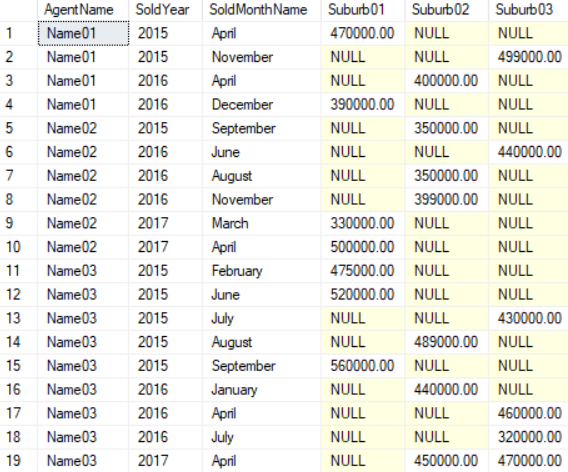 AgentName SoldYear SoldMonthName Suburb01 Suburb02 Suburb03
1 Name01 2015 April 470000.00 NULL NULL
2 Name01 2015 November NULL NULL 499000.00
3 Name01 2016 April NULL 400000.00 NULL
4 Name01 2016 December 390000.00 NULL NULL
5 Name02 2015 September NULL 350000.00 NULL
6 Name02 2016 June NULL NULL 440000.00
7 Name02 2016 August NULL 350000.00 NULL
8 Name02 2016 November NULL 399000.00 NULL
9 Name02 2017 March 330000.00 NULL NULL
10 Name02 2017 April 500000.00 NULL NULL
11 Name03 2015 February 475000.00 NULL NULL
12 Name03 2015 June 520000.00 NULL NULL
13 Name03 2015 July NULL NULL 430000.00
14 Name03 2015 August NULL 489000.00 NULL
15 Name03 2015 September 560000.00 NULL NULL
16 Name03 2016 January NULL 440000.00 NULL
17 Name03 2016 April NULL NULL 460000.00
18 Name03 2016 July NULL NULL 320000.00
19 Name03 2017 April NULL 450000.00 470000.00